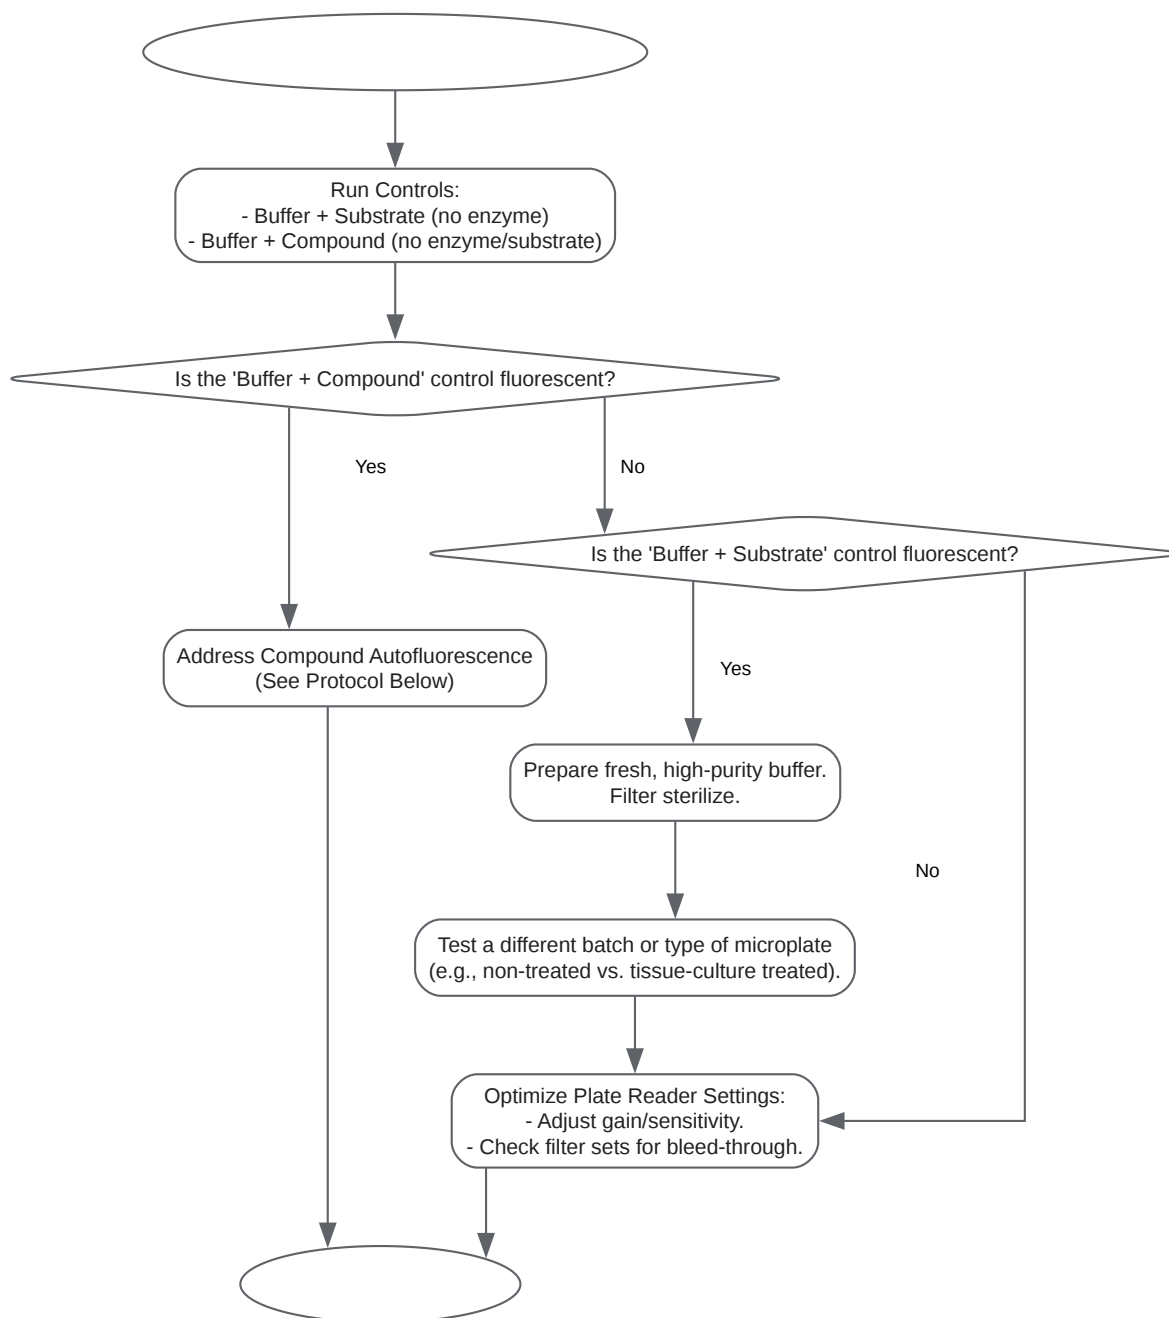 Run Controls:
- Buffer + Substrate (no enzyme)
- Buffer + Compound (no enzyme/substrate)
Is the 'Buffer + Compound' control fluorescent?
Yes
No
Is the 'Buffer + Substrate' control fluorescent?
Address Compound Autofluorescence
(See Protocol Below)
Yes
Prepare fresh, high-purity buffer.
Filter sterilize.
No
Test a different batch or type of microplate
(e.g., non-treated vs. tissue-culture treated).
Optimize Plate Reader Settings:
- Adjust gain/sensitivity.
- Check filter sets for bleed-through.